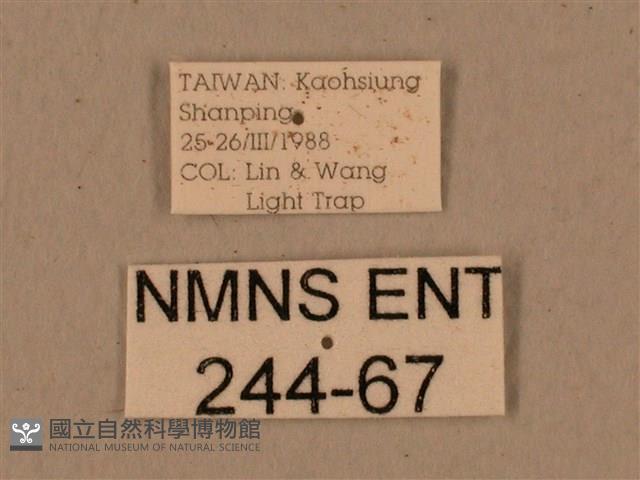 TAIWAN: Kaohsiung
Shanping
25-26/III/1988
COL: Lin & Wang
Light Trap
NMNS ENT
244-67
國立自然科學博物館
NATIONAL MUSEUM OF NATURAL SCIENCE